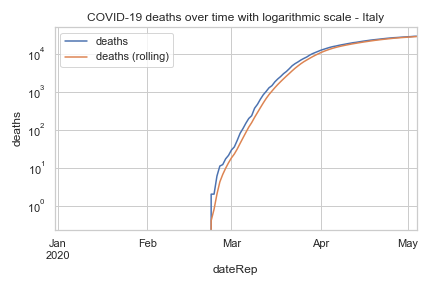 COVID-19 deaths over time with logarithmic scale - Italy
deaths
deaths (rolling)
10⁴
10³
10²
10¹
10⁰
deaths
Jan Feb Mar Apr May
2020
dateRep